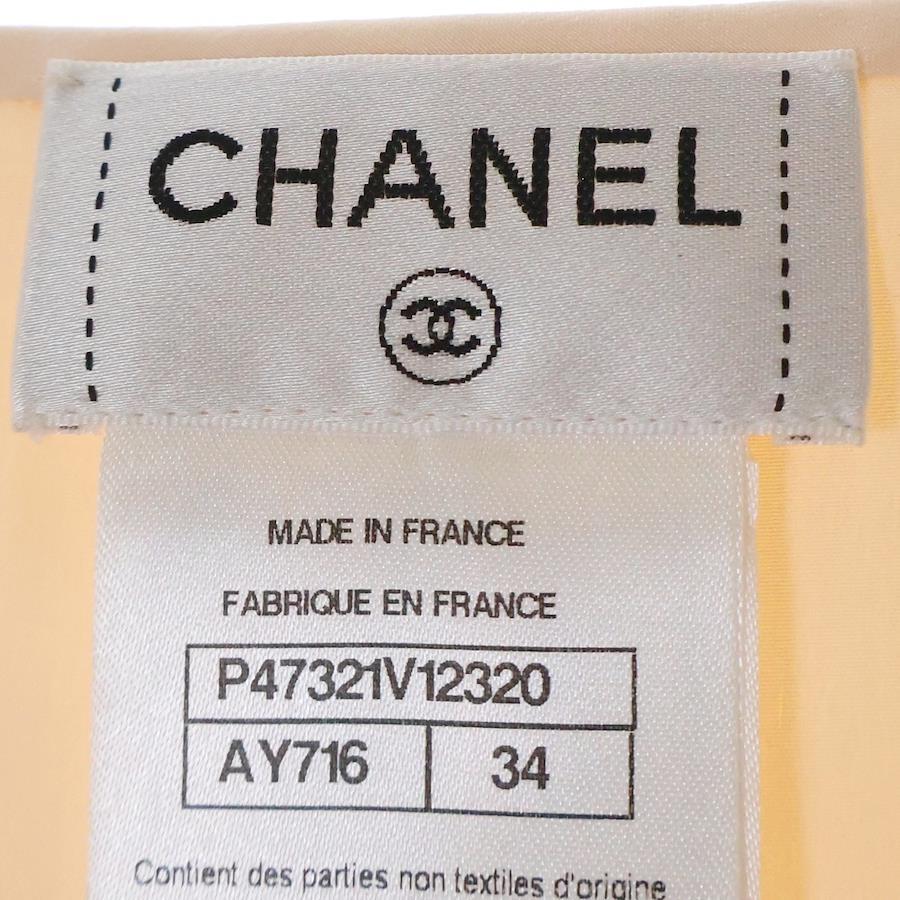 CHANEL
MADE IN FRANCE
FABRIQUE EN FRANCE
P47321V12320
AY716 34
Contient des parties non textiles d'origine